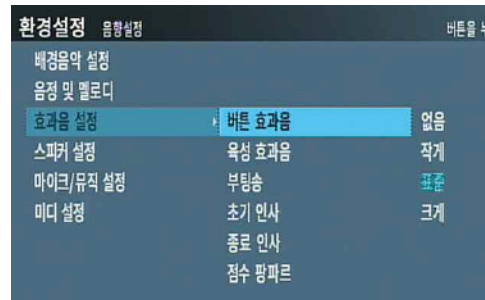 환경설정 음향설정 버튼을
배경음악 설정
음정 및 멜로디
효과음 설정 버튼 효과음 없음
스피커 설정 육성 효과음 작게
마이크/뮤직 설정 부팅송 표준
미디 설정 초기 인사 크게
종료 인사
점수 팡파르